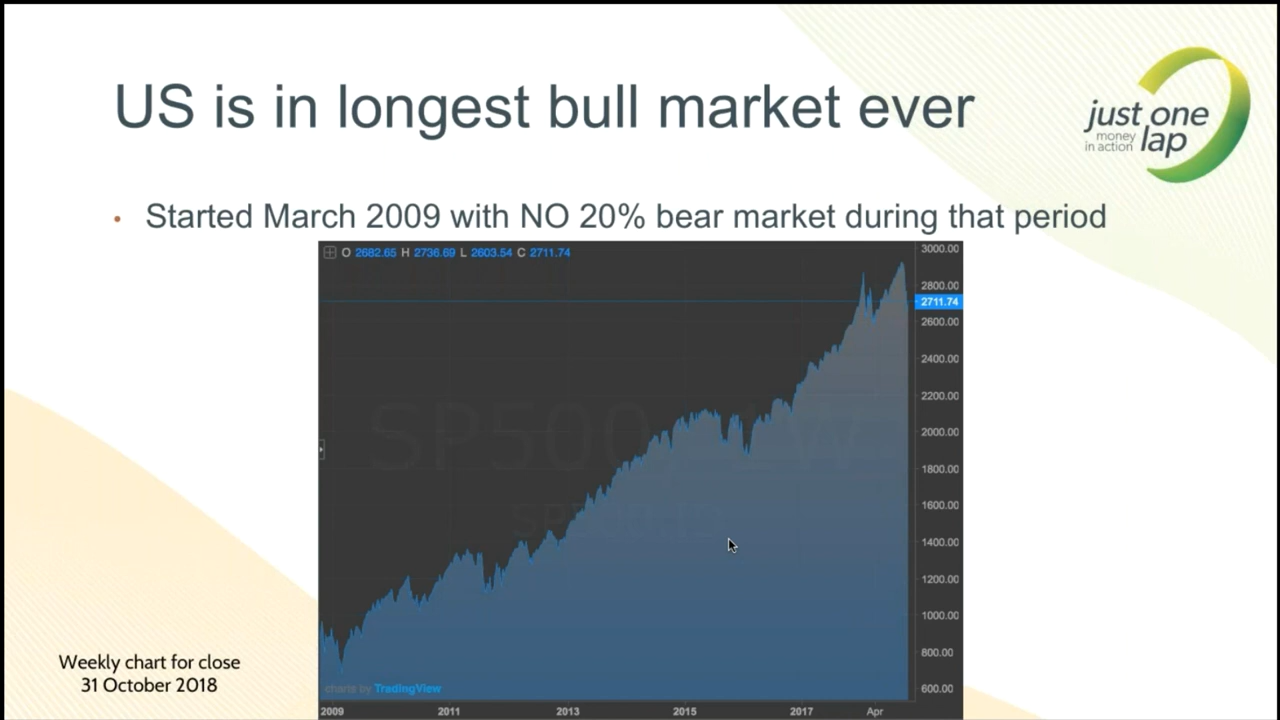 US is in longest bull market ever
just one
money
in action lap
• Started March 2009 with NO 20% bear market during that period
O 2682.65 H 2736.69 L 2603.54 C 2711.74
3000.00
2800.00
2711.74
2600.00
2400.00
2200.00
2000.00
1800.00
1600.00
1400.00
1200.00
1000.00
800.00
600.00
charts by TradingView
2009 2011 2013 2015 2017 Apr
Weekly chart for close
31 October 2018